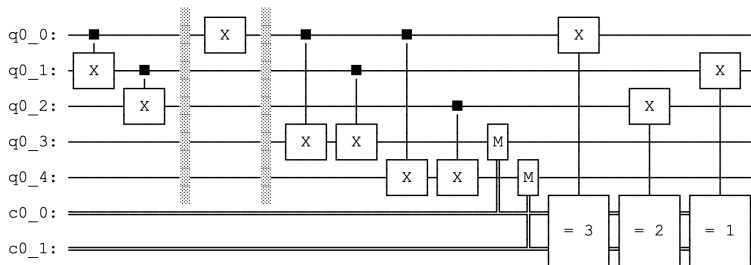 q0_0: X X
q0_1: X X
q0_2: X X
q0_3: X X M
q0_4: X X M
c0_0:
= 3 = 2 = 1
c0_1: